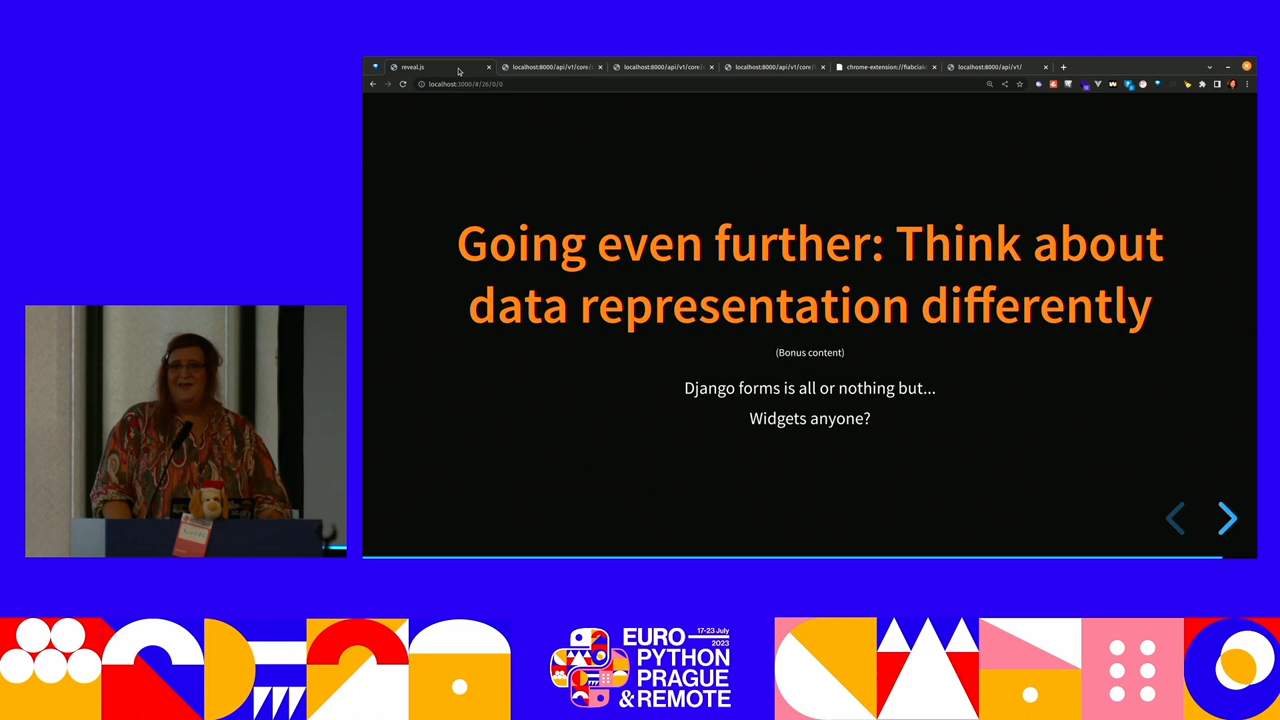 reveal.js
localhost:8000/api/v1/core/
localhost:8000/api/v1/core/
localhost:8000/api/v1/core/
chrome-extension://fiabciak
localhost:8000/api/v1/
localhost:3000/#/26/0/0
Going even further: Think about
data representation differently
(Bonus content)
Django forms is all or nothing but...
Widgets anyone?
EURO
17-23 July
2023
PYTHON
PRAGUE
&REMOTE